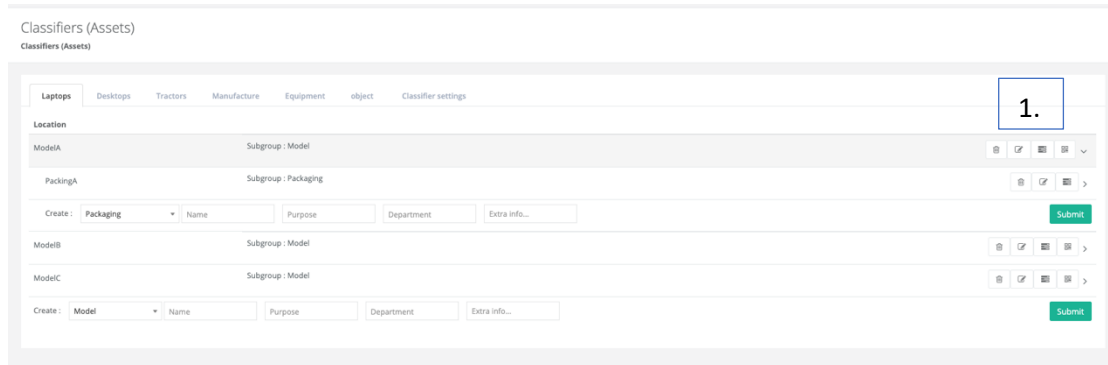 Classifiers (Assets)
Classifiers (Assets)
Laptops Desktops Tractors Manufacture Equipment object Classifier settings
1.
Location
ModelA Subgroup : Model
PackingA Subgroup : Packaging
Create : Packaging Name Purpose Department Extra info... Submit
ModelB Subgroup : Model
ModelC Subgroup : Model
Create : Model Name Purpose Department Extra info... Submit